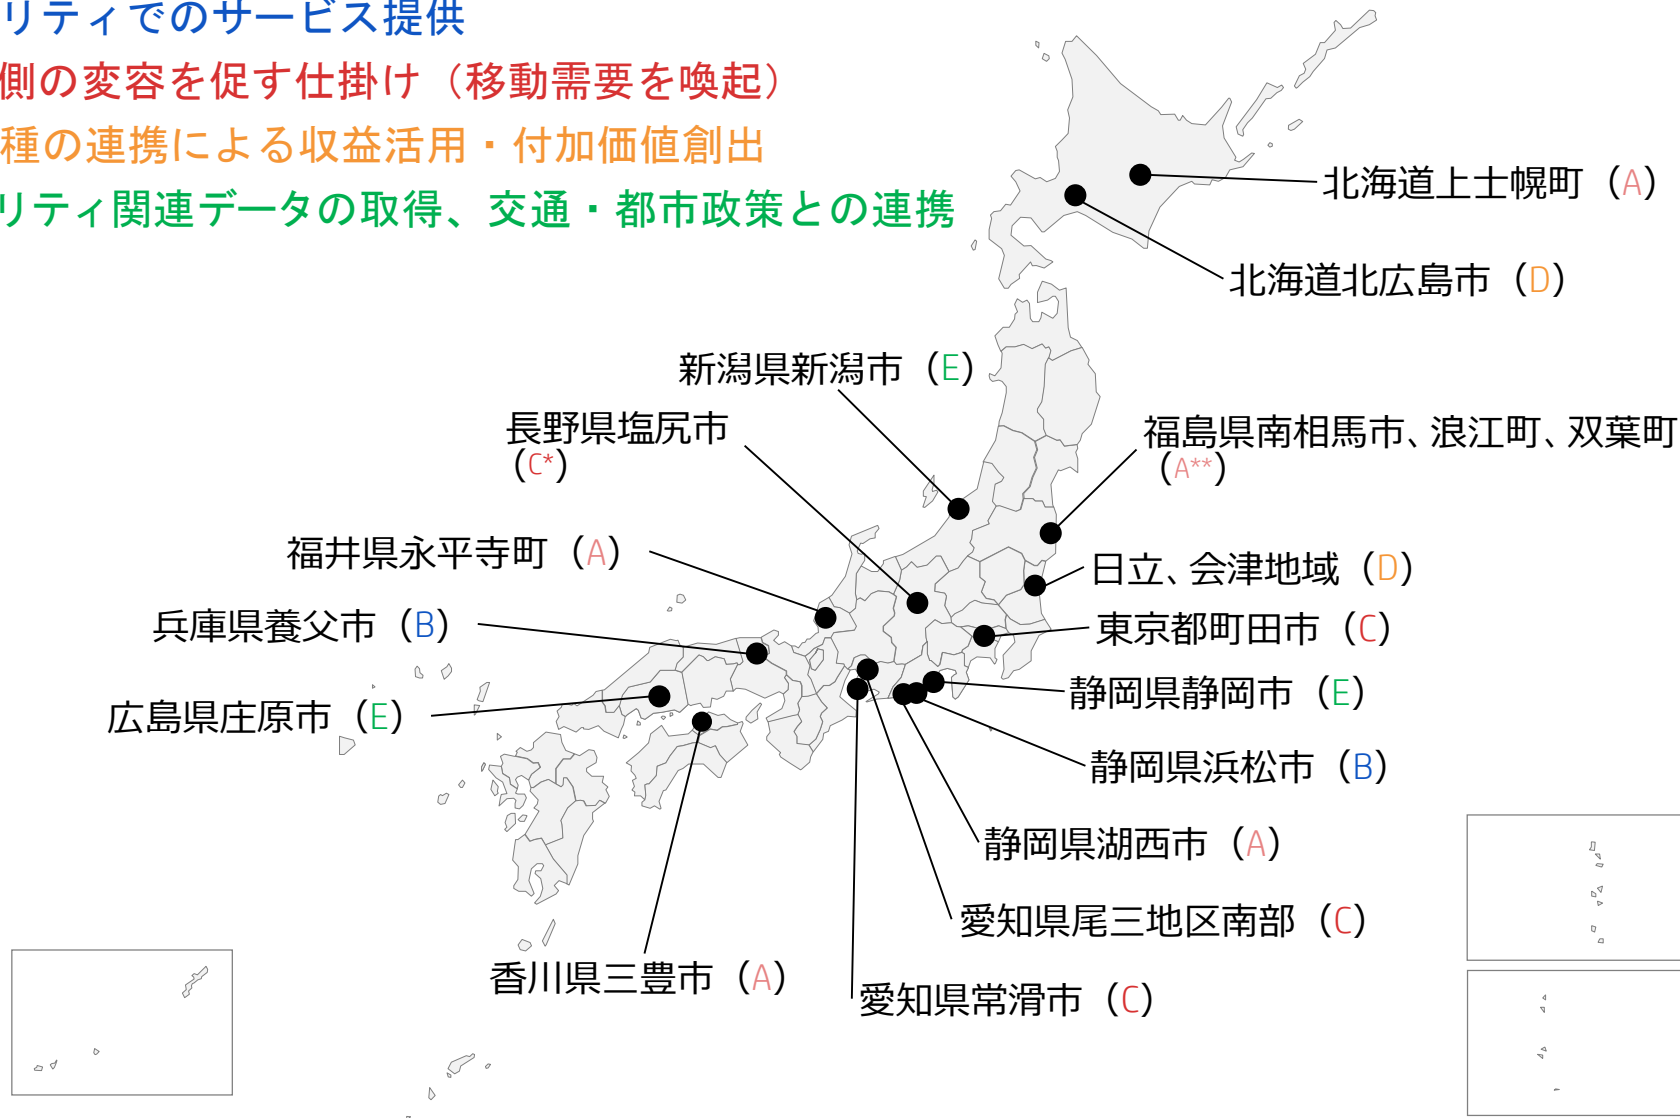 リティでのサービス提供
側の変容を促す仕掛け（移動需要を喚起）
種の連携による収益活用・付加価値創出
リティ関連データの取得、交通・都市政策との連携
北海道上士幌町（A）
北海道北広島市（D）
新潟県新潟市（E）
長野県塩尻市
（C*）
福島県南相馬市、浪江町、双葉町
（A**）
福井県永平寺町（A）
日立、会津地域（D）
兵庫県養父市（B）
東京都町田市（C）
静岡県静岡市（E）
広島県庄原市（E）
静岡県浜松市（B）
静岡県湖西市（A）
愛知県尾三地区南部（C）
香川県三豊市（A）
愛知県常滑市（C）